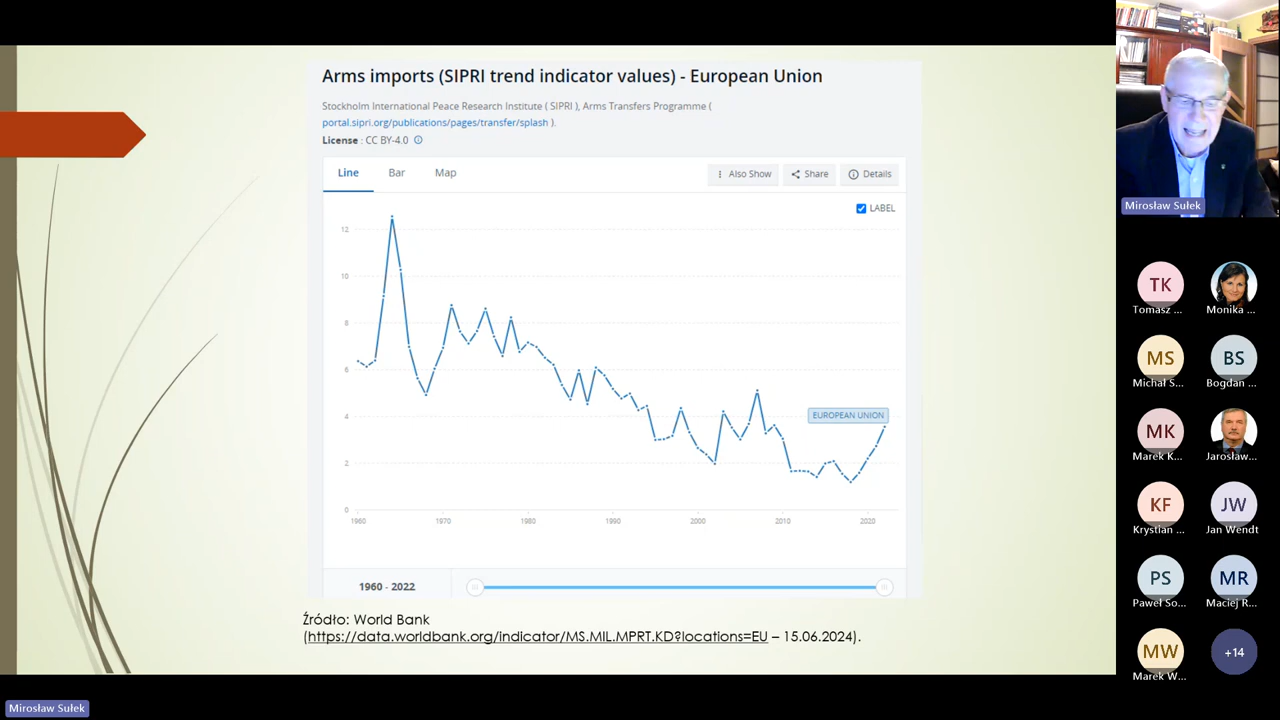 Arms imports (SIPRI trend indicator values) - European Union
Stockholm International Peace Research Institute ( SIPRI ), Arms Transfers Programme (
portal.sipri.org/publications/pages/transfer/splash ).
License : CC BY-4.0
Line
Bar
Map
Also Show
Share
Details
LABEL
12
10
8
6
4
2
0
EUROPEAN UNION
1960
1970
1980
1990
2000
2010
2020
1960 - 2022
Źródło: World Bank
(https://data.worldbank.org/indicator/MS.MIL.MPRT.KD?locations=EU – 15.06.2024).
Mirosław Sułek
TK
Tomasz ...
Monika ...
MS
BS
Michał S...
Bogdan ...
MK
Marek K...
Jarosław...
KF
JW
Krystian ...
Jan Wendt
PS
MR
Paweł So...
Maciej R...
MW
+14
Marek W...
Mirosław Sułek